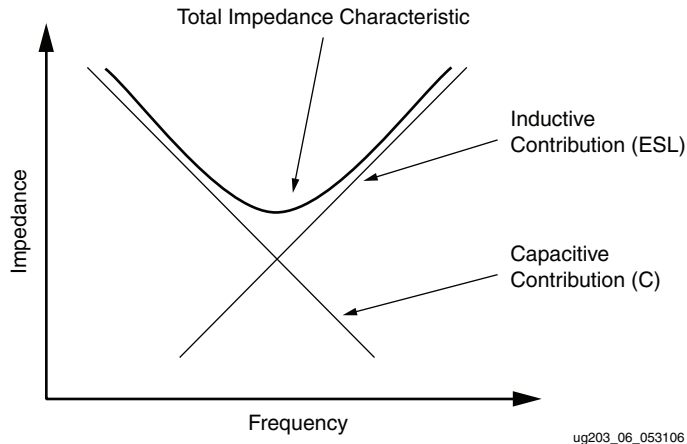 Total Impedance Characteristic
Inductive
Contribution (ESL)
Impedance
Capacitive
Contribution (C)
Frequency
ug203_06_053106